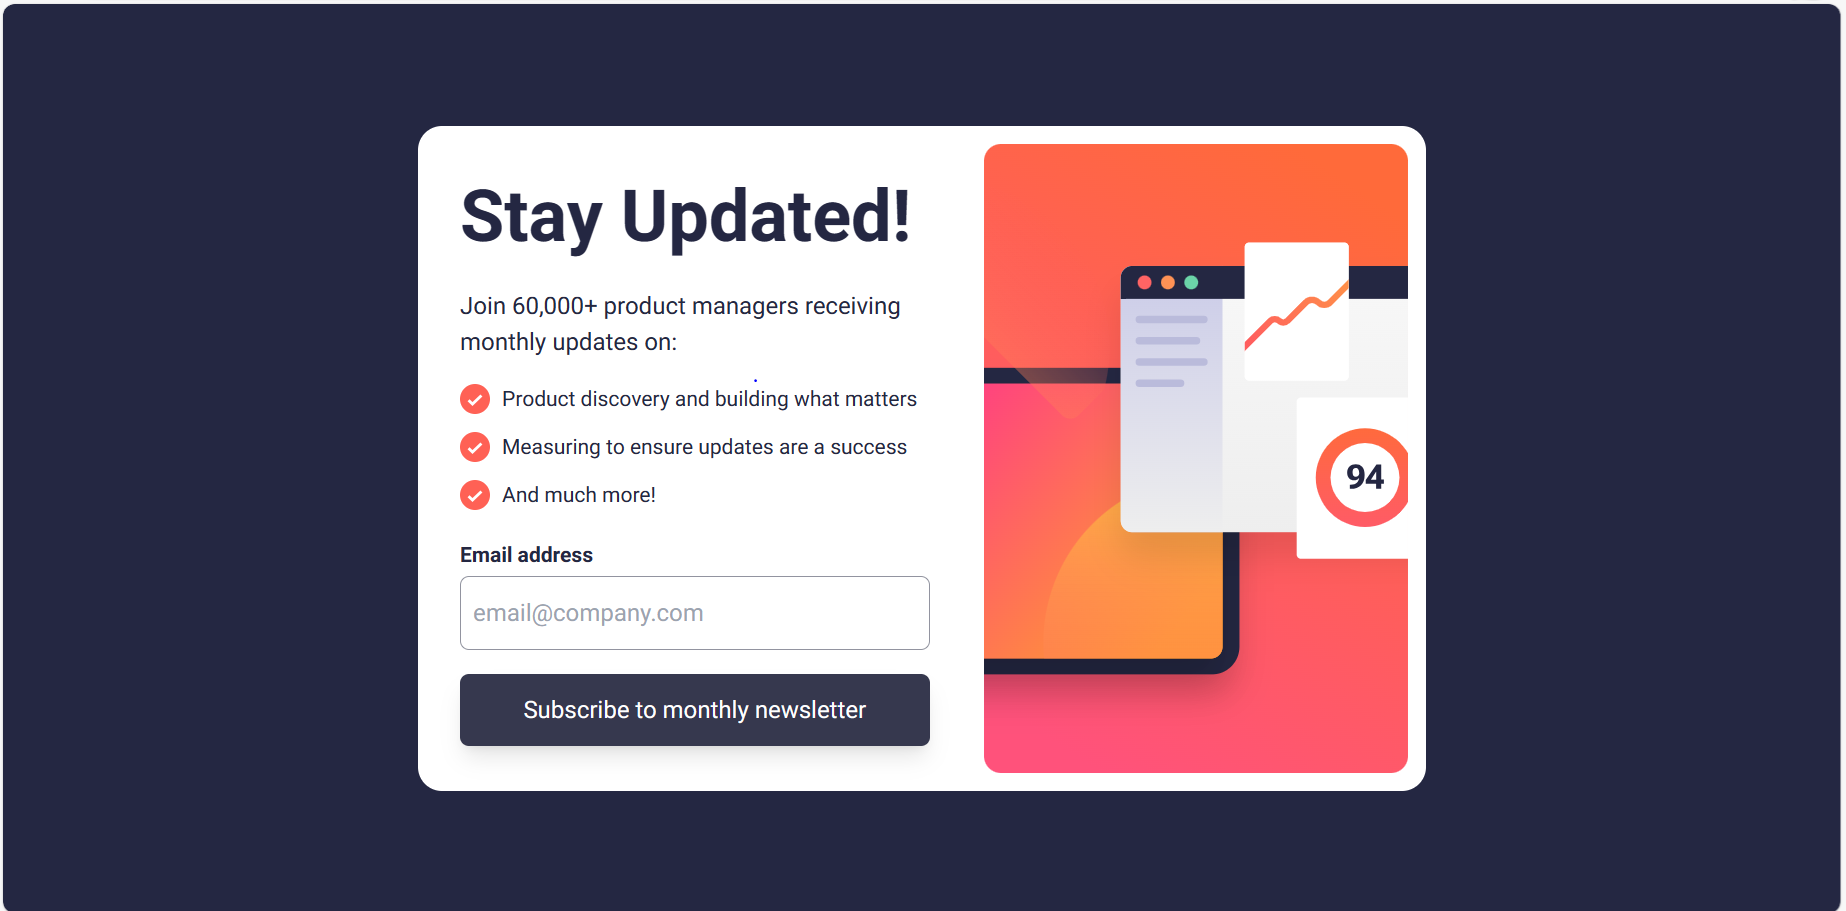 Stay Updated!
Join 60,000+ product managers receiving
monthly updates on:
Product discovery and building what matters
Measuring to ensure updates are a success
And much more!
Email address
email@company.com
Subscribe to monthly newsletter
94